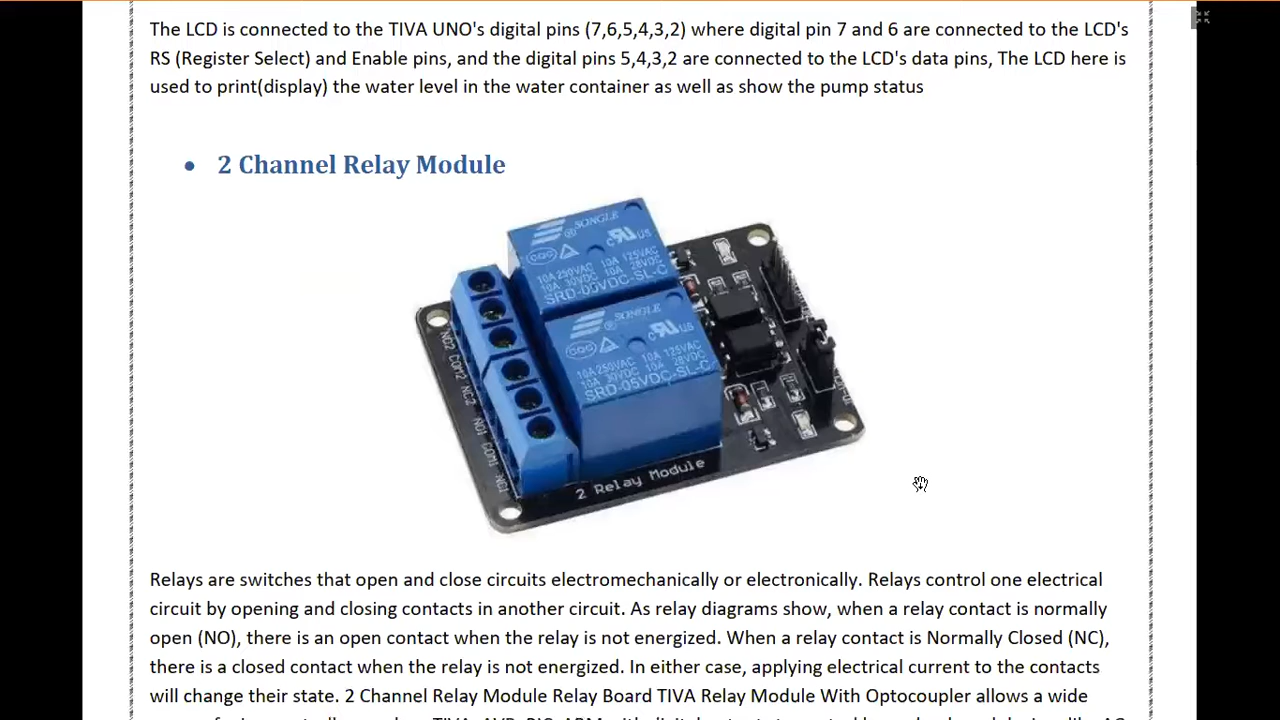 The LCD is connected to the TIVA UNO's digital pins (7,6,5,4,3,2) where digital pin 7 and 6 are connected to the LCD's
RS (Register Select) and Enable pins, and the digital pins 5,4,3,2 are connected to the LCD's data pins, The LCD here is
used to print(display) the water level in the water container as well as show the pump status
• 2 Channel Relay Module
SONGLE
CQC
US
10A 250VAC 10A 125VAC
10A 30VDC 10A 28VDC
SRD-05VDC-SL-C
SONGLE
CQC
US
10A 250VAC 10A 125VAC
10A 30VDC 10A 28VDC
SRD-05VDC-SL-C
NO2 COM2 NC2 NO1 COM1 NC1
2 Relay Module
Relays are switches that open and close circuits electromechanically or electronically. Relays control one electrical
circuit by opening and closing contacts in another circuit. As relay diagrams show, when a relay contact is normally
open (NO), there is an open contact when the relay is not energized. When a relay contact is Normally Closed (NC),
there is a closed contact when the relay is not energized. In either case, applying electrical current to the contacts
will change their state. 2 Channel Relay Module Relay Board TIVA Relay Module With Optocoupler allows a wide